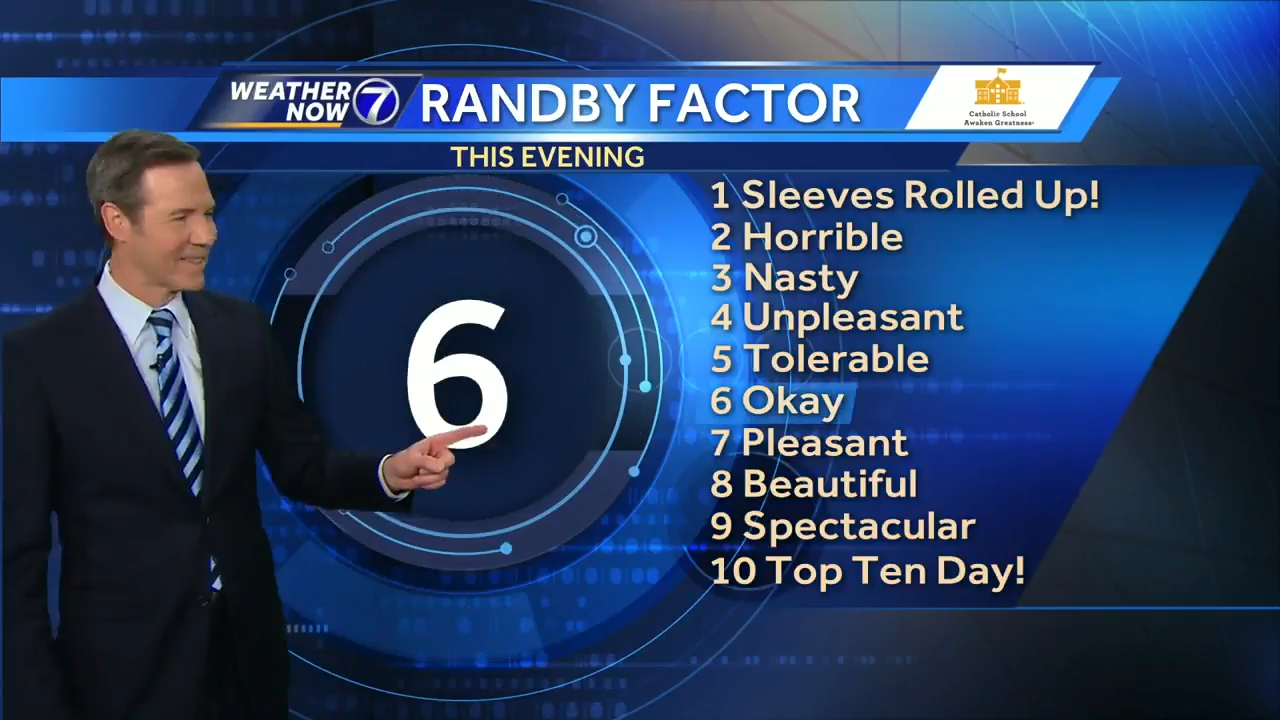 WEATHER
NOW 7
RANDBY FACTOR
Catholic School
Awaken Greatness
THIS EVENING
6
1 Sleeves Rolled Up!
2 Horrible
3 Nasty
4 Unpleasant
5 Tolerable
6 Okay
7 Pleasant
8 Beautiful
9 Spectacular
10 Top Ten Day!